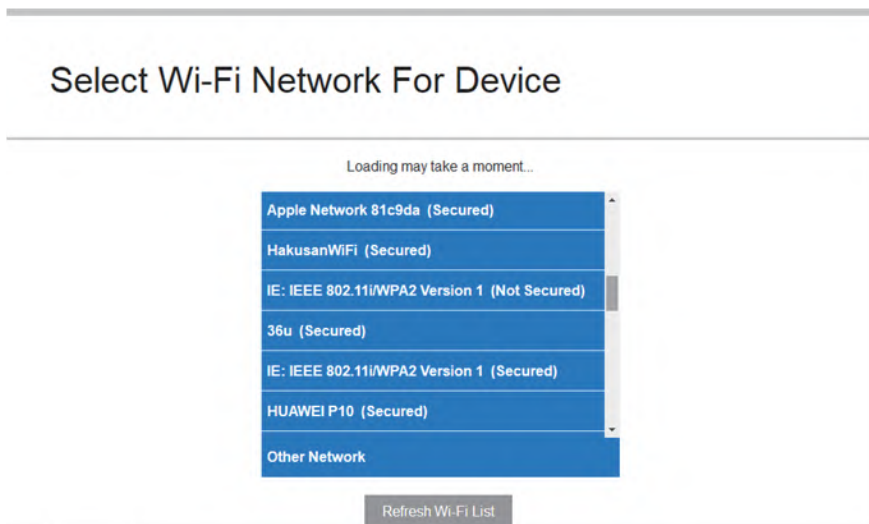 Select Wi-Fi Network For Device
Loading may take a moment...
Apple Network 81c9da (Secured)
HakusanWiFi (Secured)
IE: IEEE 802.11i/WPA2 Version 1 (Not Secured)
36u (Secured)
IE: IEEE 802.11i/WPA2 Version 1 (Secured)
HUAWEI P10 (Secured)
Other Network
Refresh Wi-Fi List